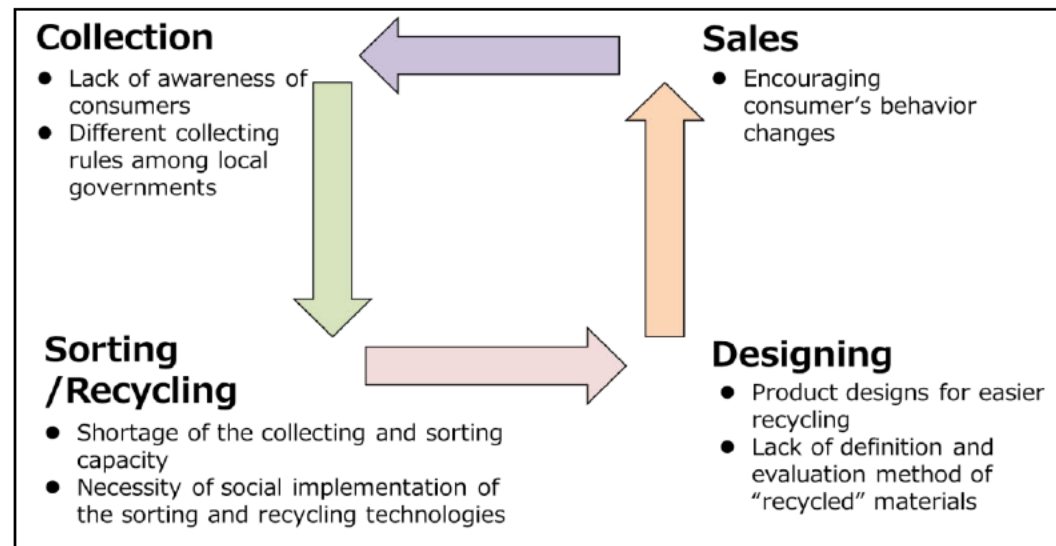 Collection
● Lack of awareness of
consumers
● Different collecting
rules among local
governments
Sales
● Encouraging
consumer's behavior
changes
Sorting
/Recycling
● Shortage of the collecting and sorting
capacity
● Necessity of social implementation of
the sorting and recycling technologies
Designing
● Product designs for easier
recycling
● Lack of definition and
evaluation method of
“recycled” materials